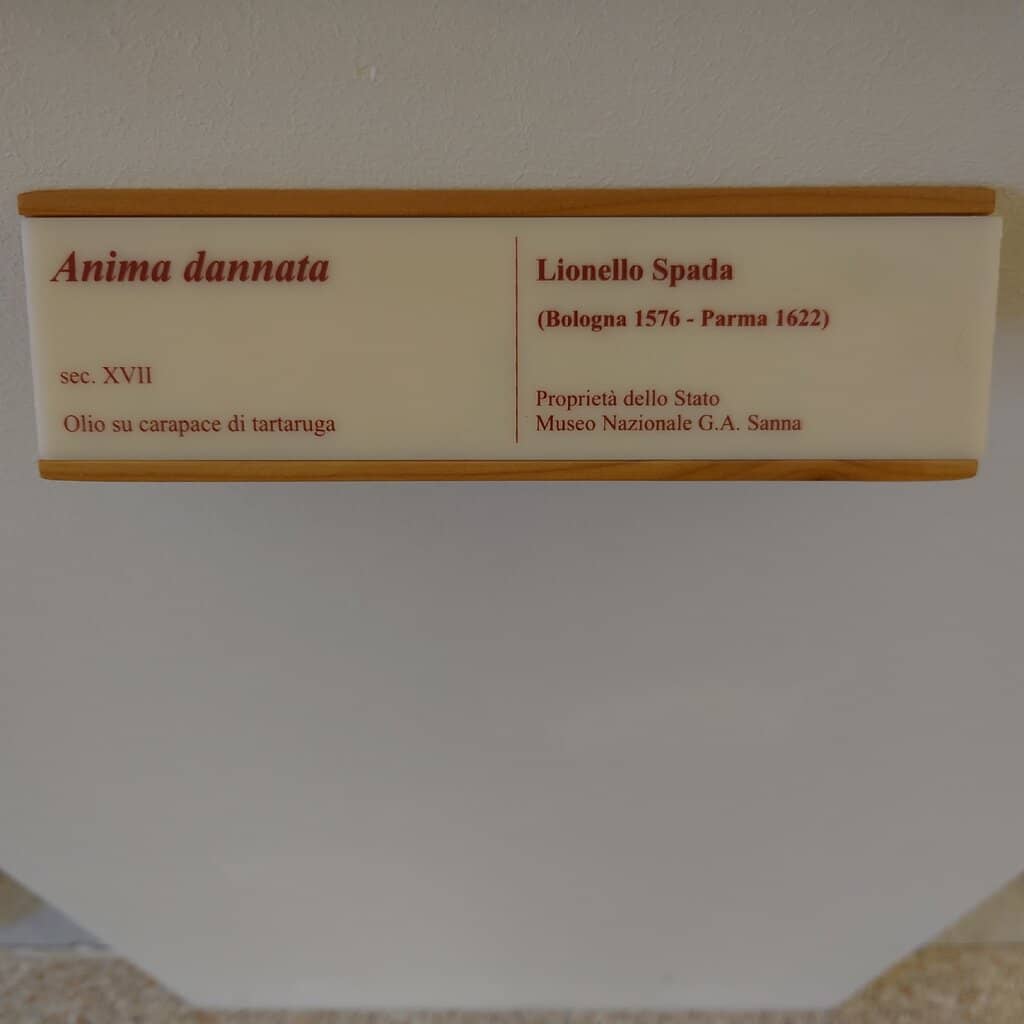 Anima dannata
sec. XVII
Olio su carapace di tartaruga
Lionello Spada
(Bologna 1576 - Parma 1622)
Proprietà dello Stato
Museo Nazionale G.A. Sanna